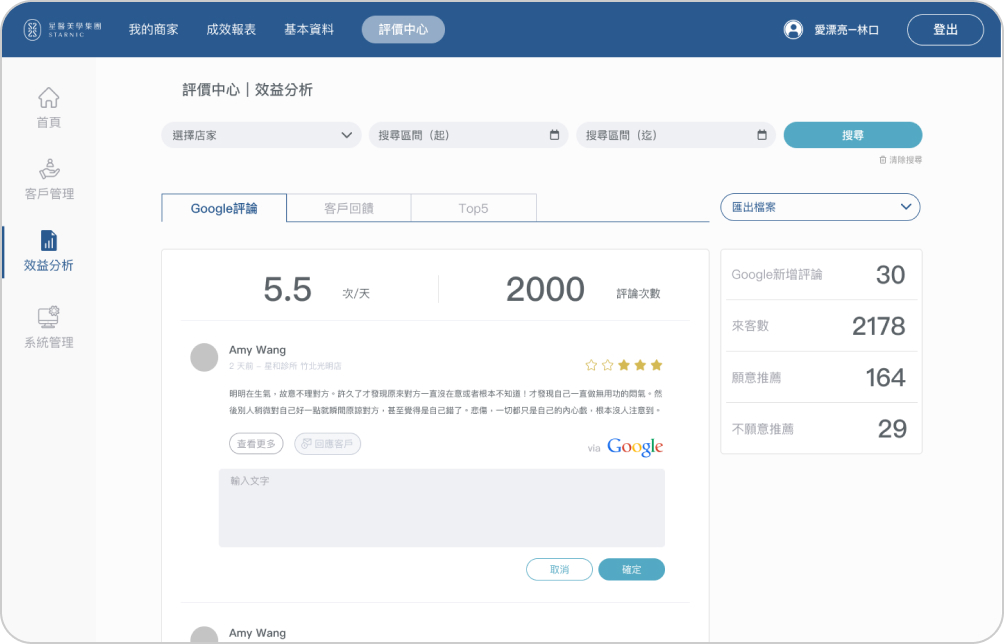 星醫美學集團
STARNIC
我的商家
成效報表
基本資料
評價中心
愛漂亮–林口
登出
首頁
客戶管理
效益分析
系統管理
評價中心｜效益分析
選擇店家
搜尋區間（起）
搜尋區間（迄）
搜尋
清除搜尋
Google評論
客戶回饋
Top5
匯出檔案
5.5 次/天
2000 評論次數
Amy Wang
2 天前 – 星和診所 竹北光明店
明明在生氣，故意不理對方。許久了才發現原來對方一直沒在意或者根本不知道！才發現自己一直做無用功的悶氣。然
後別人稍微對自己好一點就瞬間原諒對方，甚至覺得是自己錯了。悲傷，一切都只是自己的內心戲，根本沒人注意到。
查看更多
回應客戶
via Google
輸入文字
取消
確定
Amy Wang
Google新增評論 30
來客數 2178
願意推薦 164
不願意推薦 29